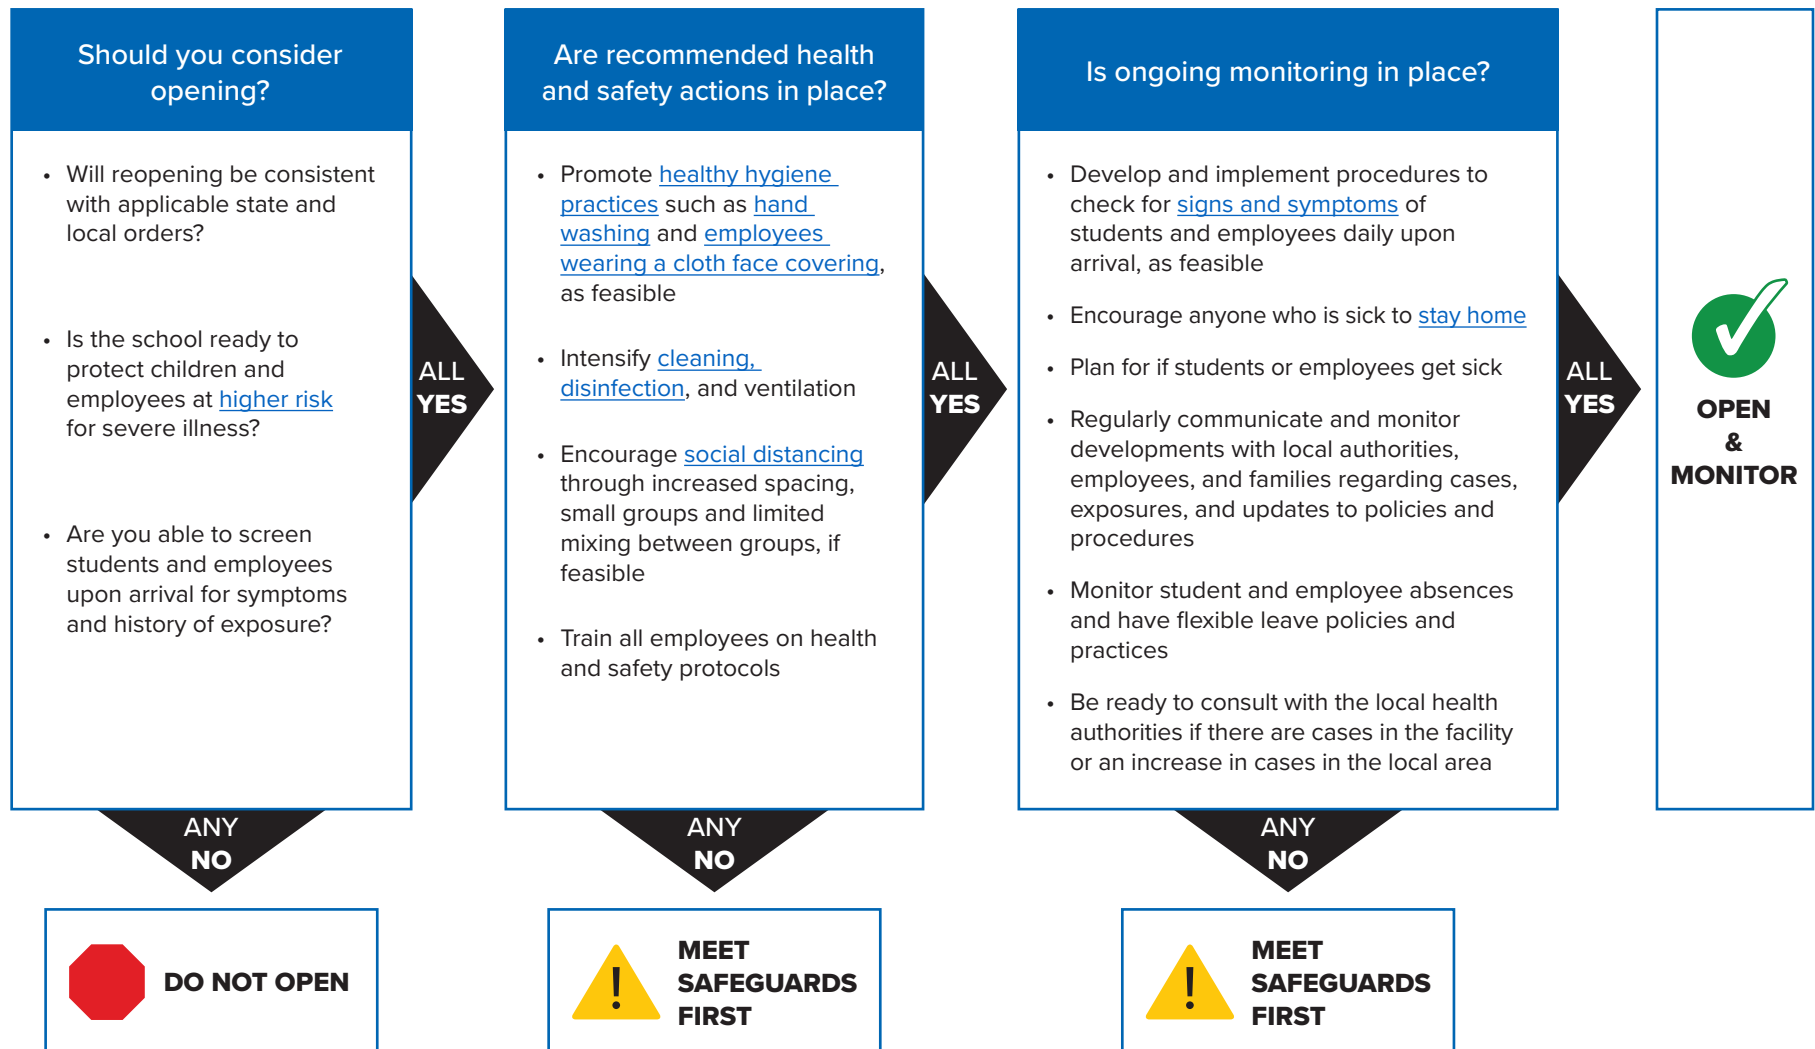 Should you consider
opening?
• Will reopening be consistent
with applicable state and
local orders?
• Is the school ready to
protect children and
employees at higher risk
for severe illness?
• Are you able to screen
students and employees
upon arrival for symptoms
and history of exposure?
ALL
YES
ANY
NO
DO NOT OPEN
Are recommended health
and safety actions in place?
• Promote healthy hygiene
practices such as hand
washing and employees
wearing a cloth face covering,
as feasible
• Intensify cleaning,
disinfection, and ventilation
• Encourage social distancing
through increased spacing,
small groups and limited
mixing between groups, if
feasible
• Train all employees on health
and safety protocols
ALL
YES
ANY
NO
!
MEET
SAFEGUARDS
FIRST
Is ongoing monitoring in place?
• Develop and implement procedures to
check for signs and symptoms of
students and employees daily upon
arrival, as feasible
• Encourage anyone who is sick to stay home
• Plan for if students or employees get sick
• Regularly communicate and monitor
developments with local authorities,
employees, and families regarding cases,
exposures, and updates to policies and
procedures
• Monitor student and employee absences
and have flexible leave policies and
practices
• Be ready to consult with the local health
authorities if there are cases in the facility
or an increase in cases in the local area
ALL
YES
ANY
NO
!
MEET
SAFEGUARDS
FIRST
OPEN
&
MONITOR